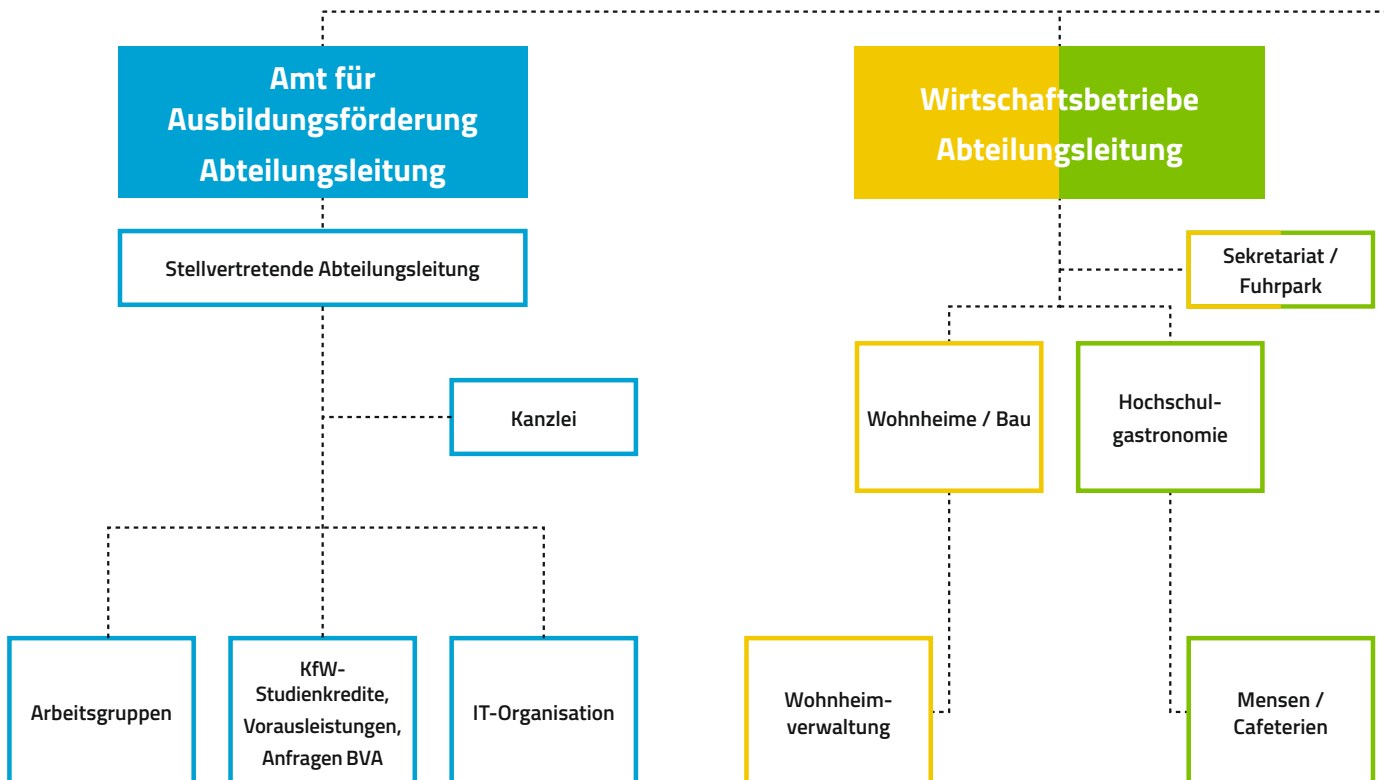 Amt für
Ausbildungsförderung
Abteilungsleitung
Wirtschaftsbetriebe
Abteilungsleitung
Stellvertretende Abteilungsleitung
Sekretariat /
Fuhrpark
Kanzlei
Wohnheime / Bau
Hochschul-
gastronomie
Arbeitsgruppen
KfW-
Studienkredite,
Vorausleistungen,
Anfragen BVA
IT-Organisation
Wohnheim-
verwaltung
Mensen /
Cafeterien